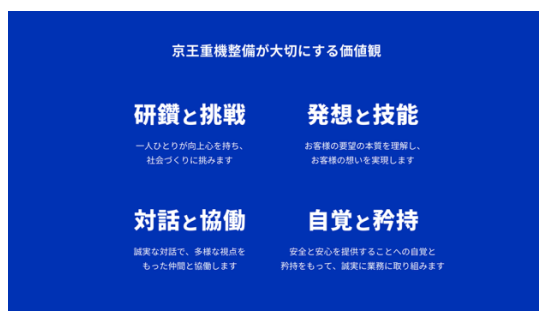 京王重機整備が大切にする価値観
研鑽と挑戦
一人ひとりが向上心を持ち、
社会づくりに挑みます
発想と技能
お客様の要望の本質を理解し、
お客様の想いを実現します
対話と協働
誠実な対話で、多様な視点を
もった仲間と協働します
自覚と矜持
安全と安心を提供することへの自覚と
矜持をもって、誠実に業務に取り組みます